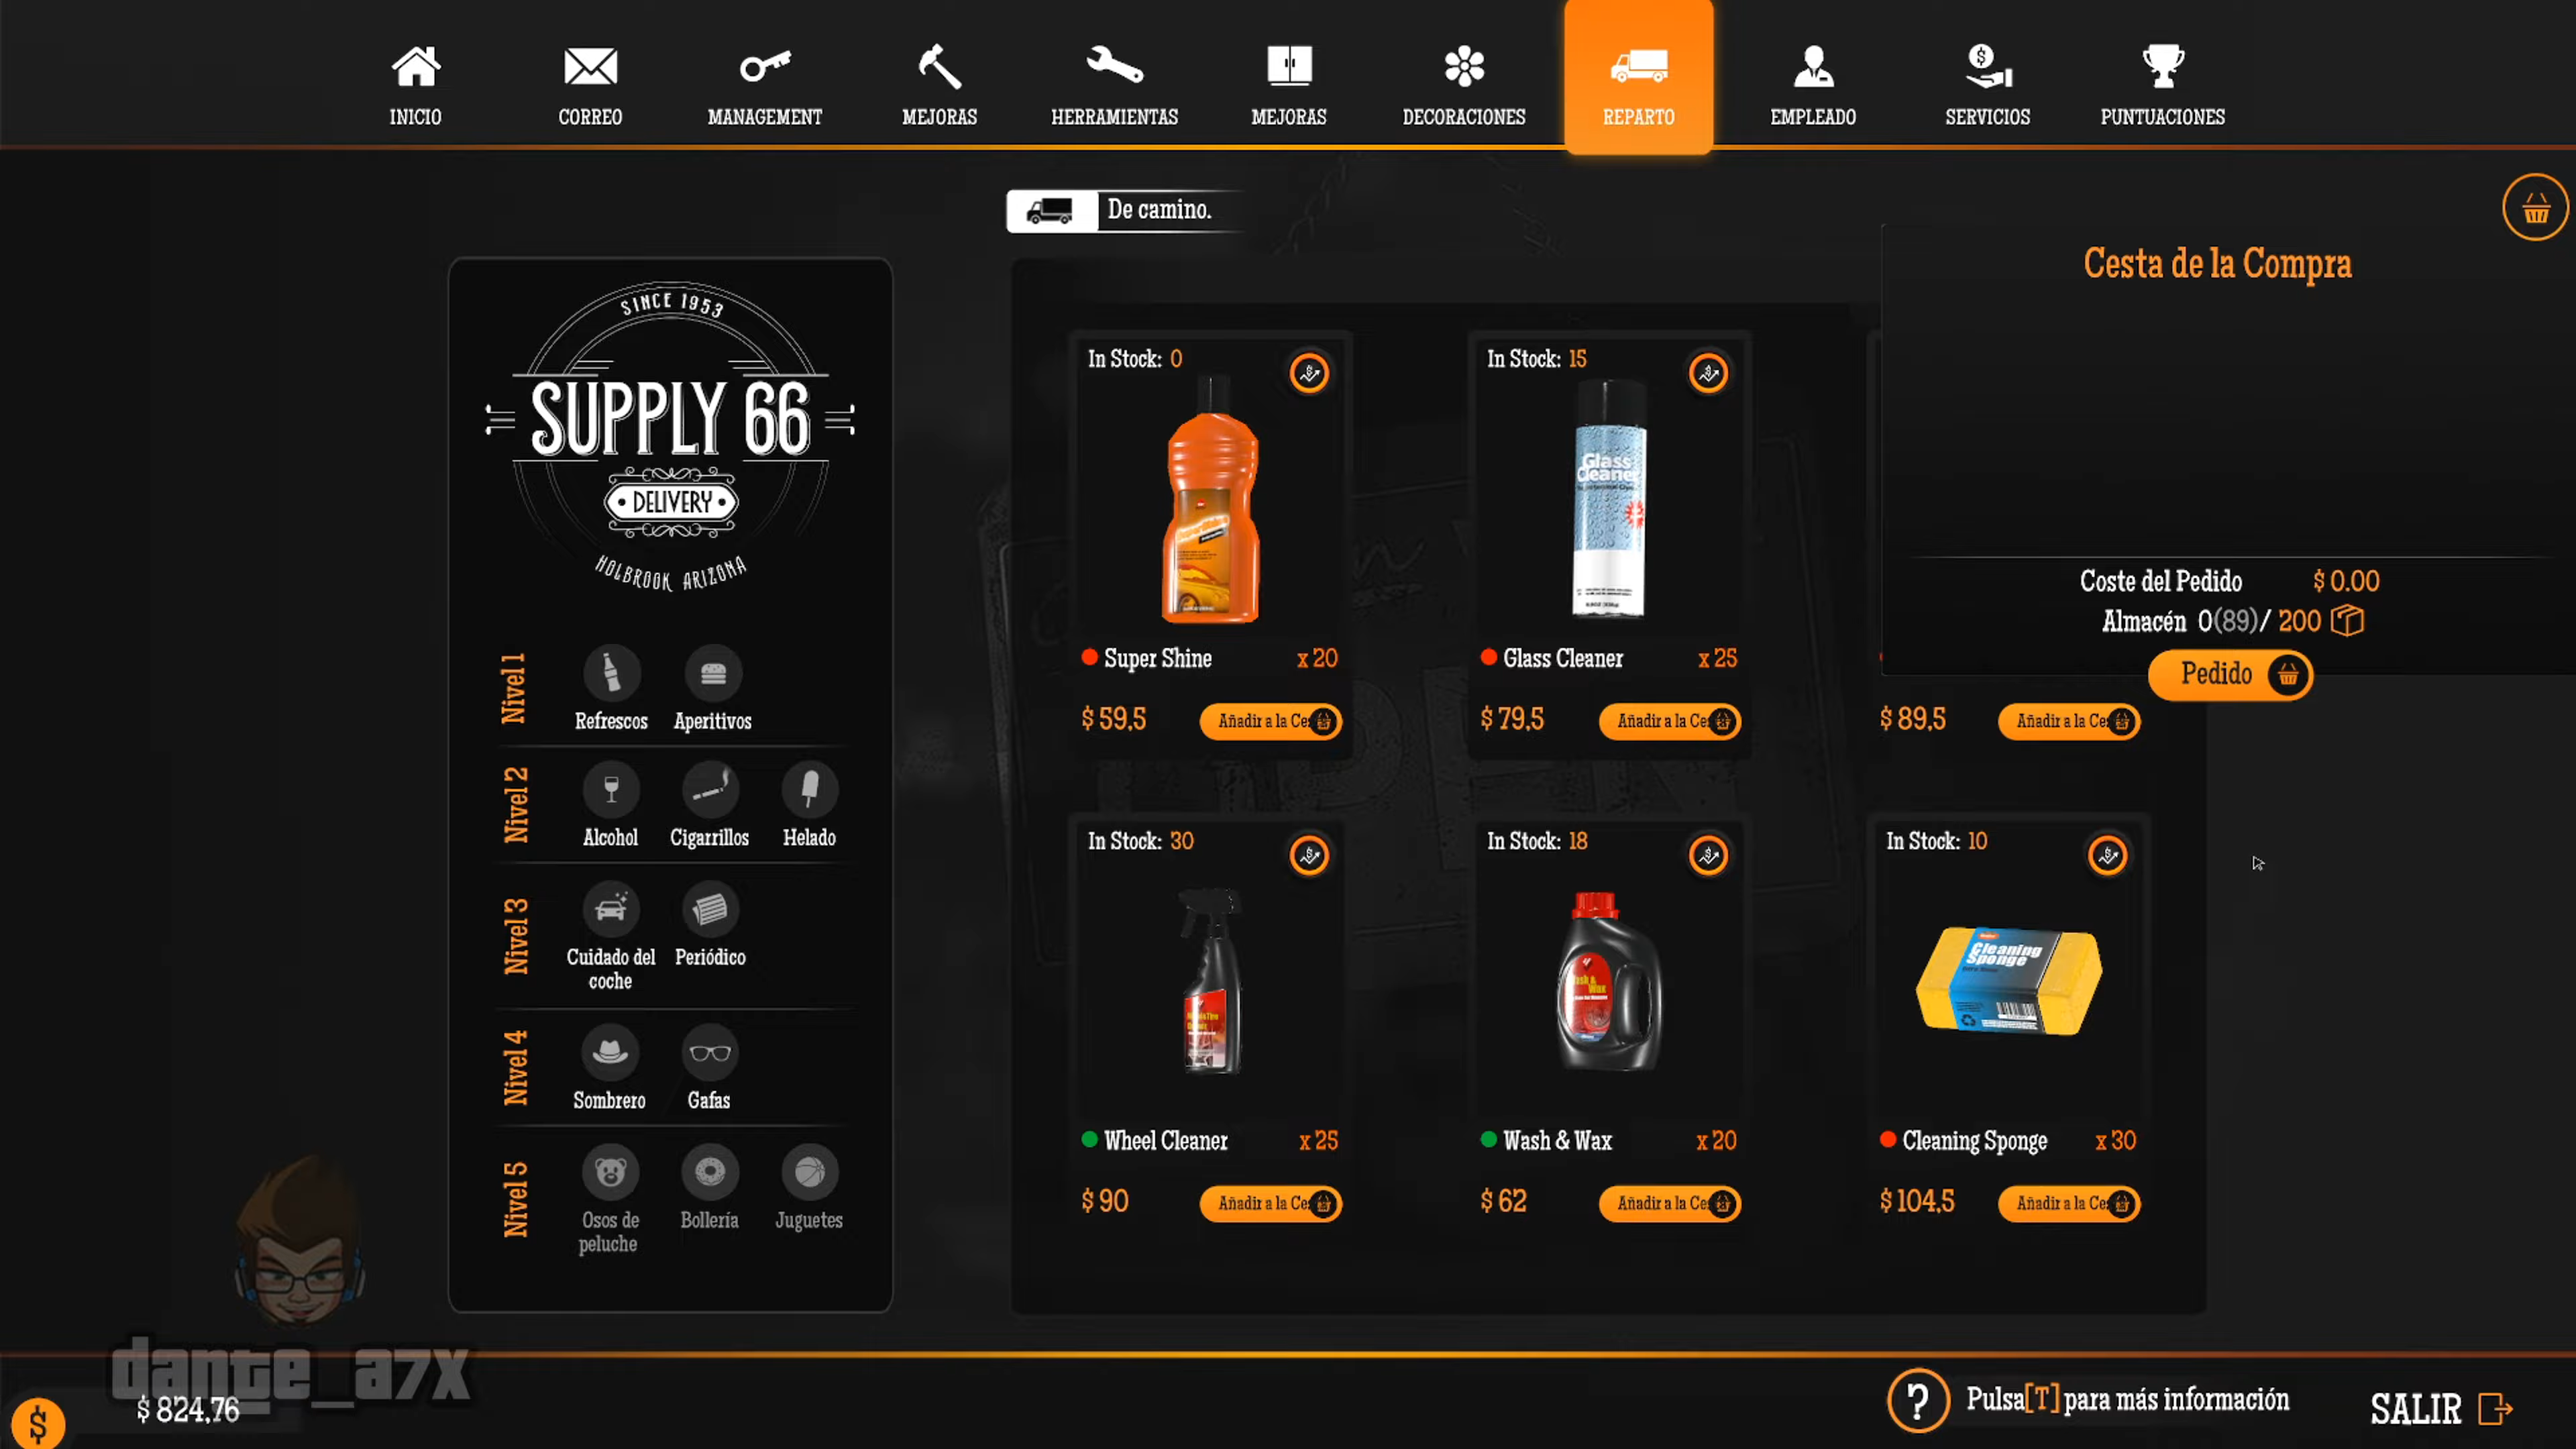 INICIO
CORREO
MANAGEMENT
MEJORAS
HERRAMIENTAS
MEJORAS
DECORACIONES
REPARTO
EMPLEADO
SERVICIOS
PUNTUACIONES
De camino.
SINCE 1953
SUPPLY 66
DELIVERY
HOLBROOK, ARIZONA
Nivel 1
Refrescos
Aperitivos
Nivel 2
Alcohol
Cigarrillos
Helado
Nivel 3
Cuidado del
coche
Periódico
Nivel 4
Sombrero
Gafas
Nivel 5
Osos de
peluche
Bollería
Juguetes
In Stock: 0
Super Shine x 20
$ 59,5
Añadir a la Ce
In Stock: 15
Glass
Cleaner
Glass Cleaner x 25
$ 79,5
Añadir a la Ce
$ 89,5
Añadir a la Ce
In Stock: 30
Wheel Cleaner x 25
$ 90
Añadir a la Ce
In Stock: 18
Wash & Wax x 20
$ 62
Añadir a la Ce
In Stock: 10
Cleaning
Sponge
Cleaning Sponge x 30
$ 104,5
Añadir a la Ce
Cesta de la Compra
Coste del Pedido $ 0.00
Almacén 0(89)/ 200
Pedido
dante_a7x
$ 824,76
? Pulsa[T] para más información
SALIR